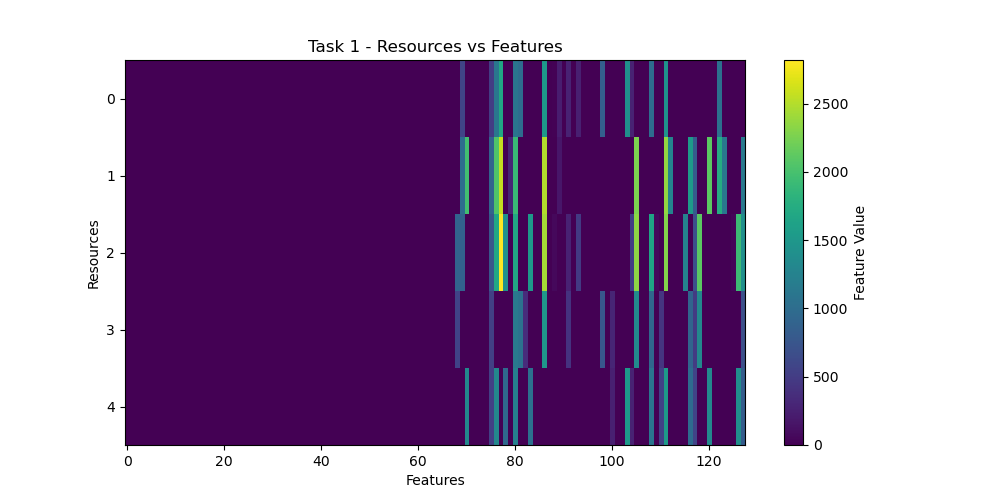 Task 1 - Resources vs Features
Resources
0
1
2
3
4
0 20 40 60 80 100 120
Features
2500
2000
1500
1000
500
0
Feature Value